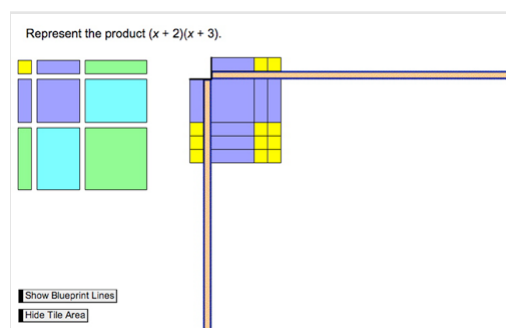 Represent the product (x + 2)(x + 3).
Show Blueprint Lines
Hide Tile Area